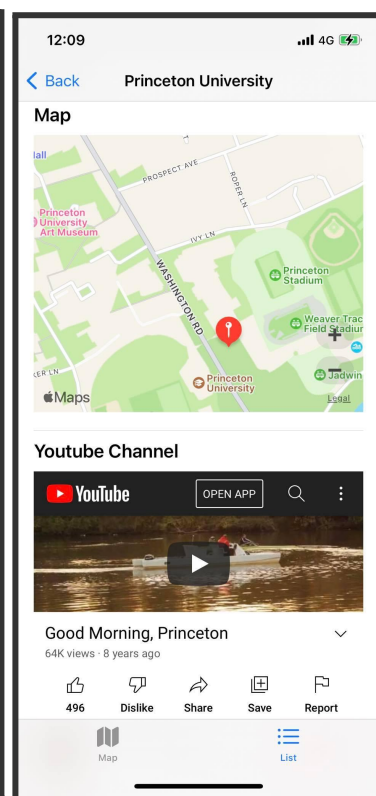 12:09
4G
Back
Princeton University
Map
PROSPECT AVE
ROPER LN
Princeton
University
Art Museum
IVY LN
WASHINGTON RD
Princeton
Stadium
Weaver Trac
Field Stadiur
Princeton
University
Jadwin
Maps
Legal
Youtube Channel
YouTube
OPEN APP
Good Morning, Princeton
64K views · 8 years ago
496
Dislike
Share
Save
Report
Map
List